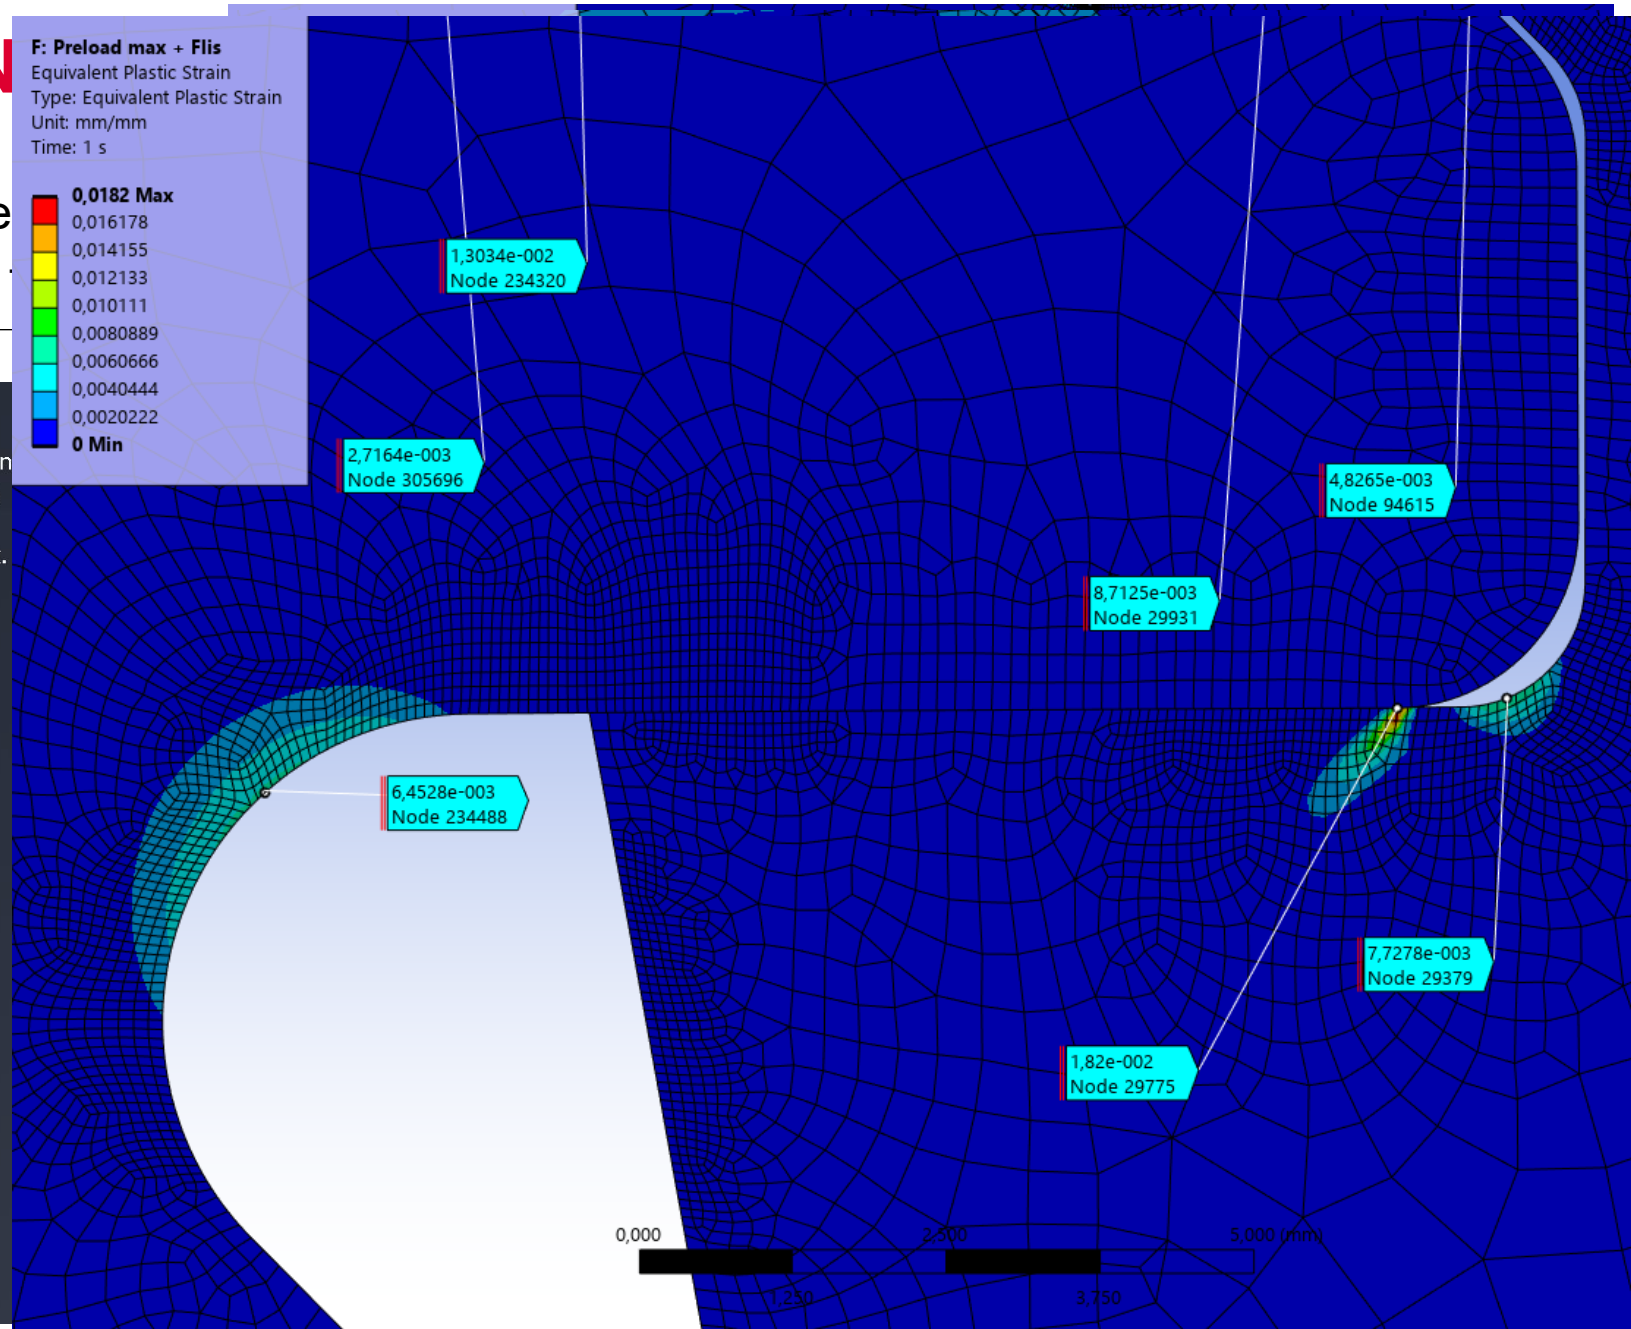 F: Preload max + Flis
Equivalent Plastic Strain
Type: Equivalent Plastic Strain
Unit: mm/mm
Time: 1 s
0,0182 Max
0,016178
0,014155
0,012133
0,010111
0,0080889
0,0060666
0,0040444
0,0020222
0 Min
1,3034e-002
Node 234320
2,7164e-003
Node 305696
4,8265e-003
Node 94615
8,7125e-003
Node 29931
6,4528e-003
Node 234488
7,7278e-003
Node 29379
1,82e-002
Node 29775
0,000 2,500 5,000 (mm)
1,250 3,750